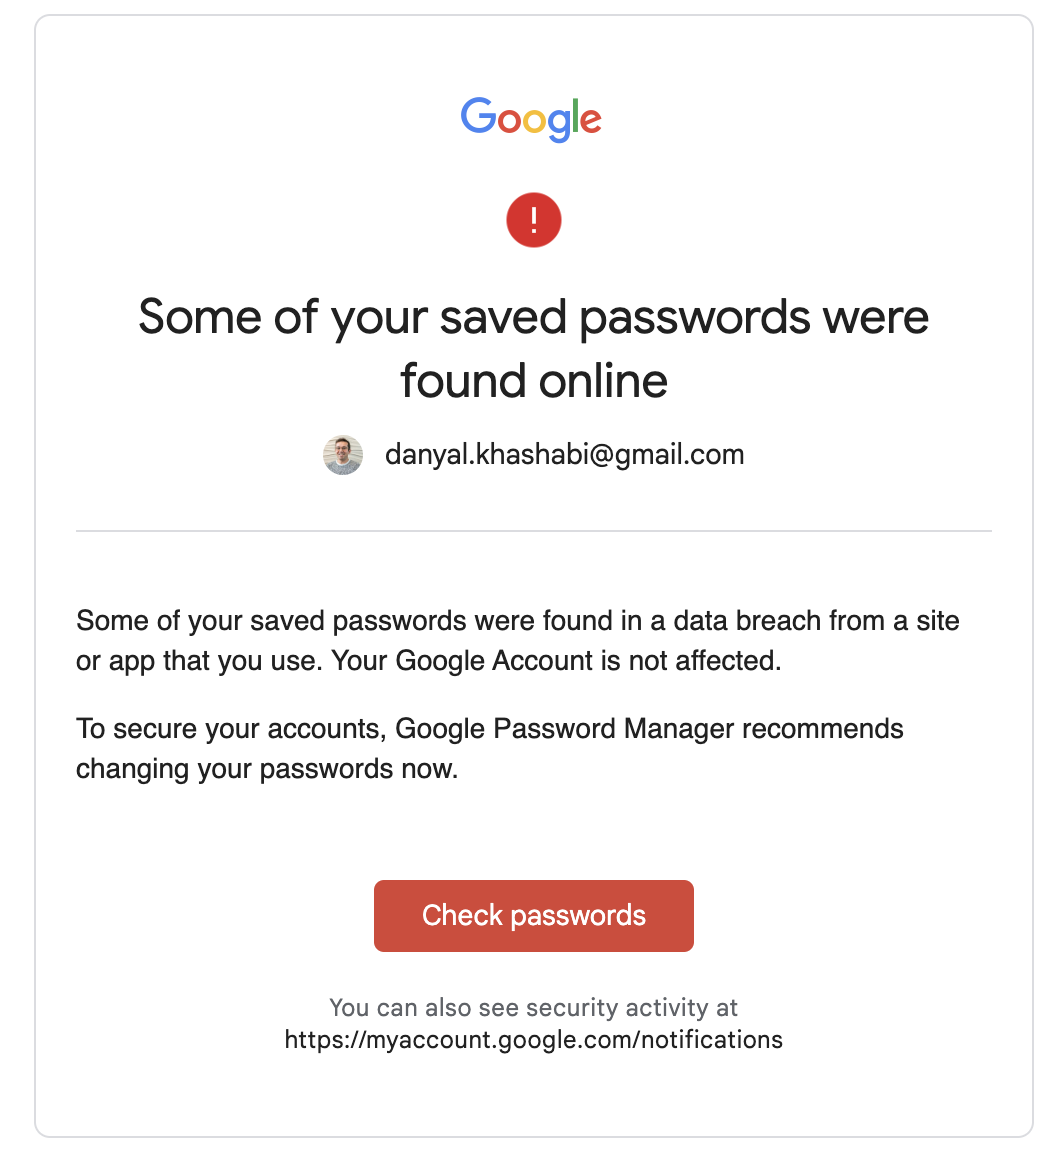 Google
!
Some of your saved passwords were
found online
danyal.khashabi@gmail.com
Some of your saved passwords were found in a data breach from a site
or app that you use. Your Google Account is not affected.
To secure your accounts, Google Password Manager recommends
changing your passwords now.
Check passwords
You can also see security activity at
https://myaccount.google.com/notifications